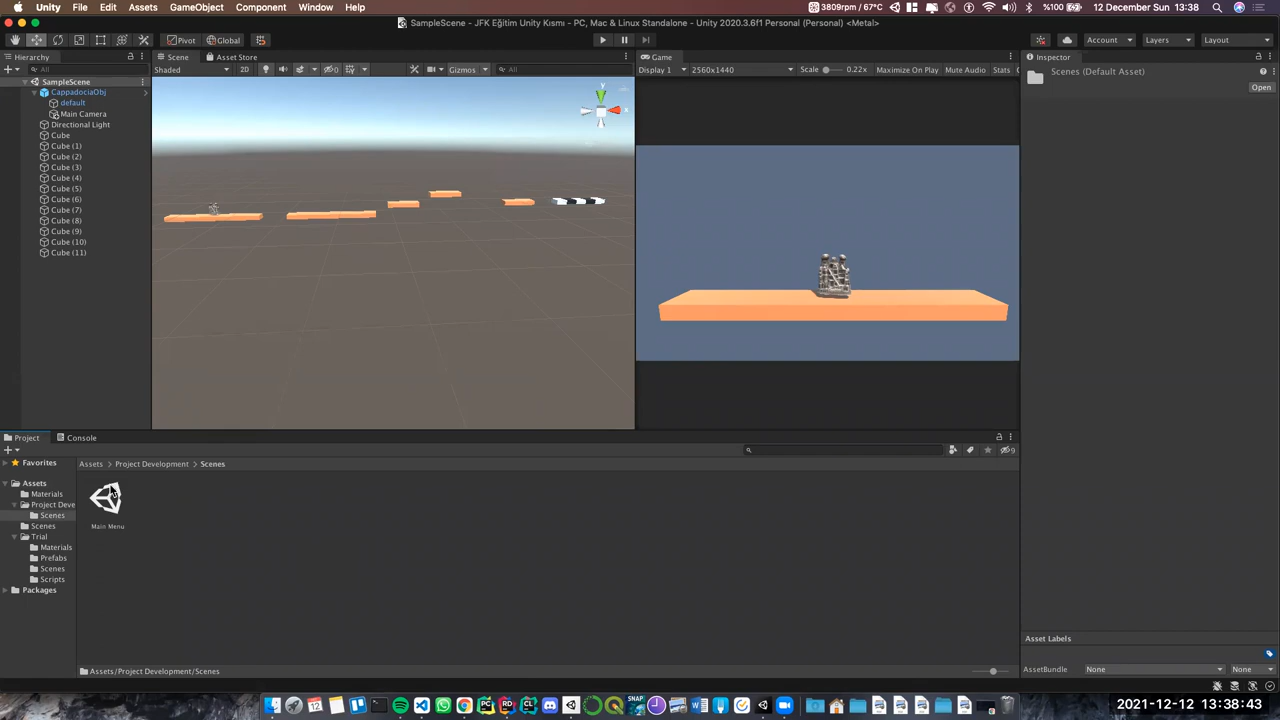 Unity File Edit Assets GameObject Component Window Help 3809rpm / 67°C %100 12 December Sun 13:38
SampleScene - JFK Eğitim Unity Kısmı - PC, Mac & Linux Standalone - Unity 2020.3.6f1 Personal (Personal) <Metal>
Pivot Global Account Layers Layout
Hierarchy Scene Asset Store Game Inspector
All Shaded 2D 0 Gizmos All Display 1 2560x1440 Scale 0.22x Maximize On Play Mute Audio Stats Scenes (Default Asset)
Open
SampleScene
CappadociaObj
default
Main Camera
Directional Light
Cube
Cube (1)
Cube (2)
Cube (3)
Cube (4)
Cube (5)
Cube (6)
Cube (7)
Cube (8)
Cube (9)
Cube (10)
Cube (11)
Y
X
Project Console
9
Favorites
Assets > Project Development > Scenes
Assets
Materials
Project Deve
Scenes
Scenes
Trial
Materials
Prefabs
Scenes
Scripts
Packages
Main Menu
Asset Labels
Assets/Project Development/Scenes
AssetBundle None None
2021-12-12 13:38:43